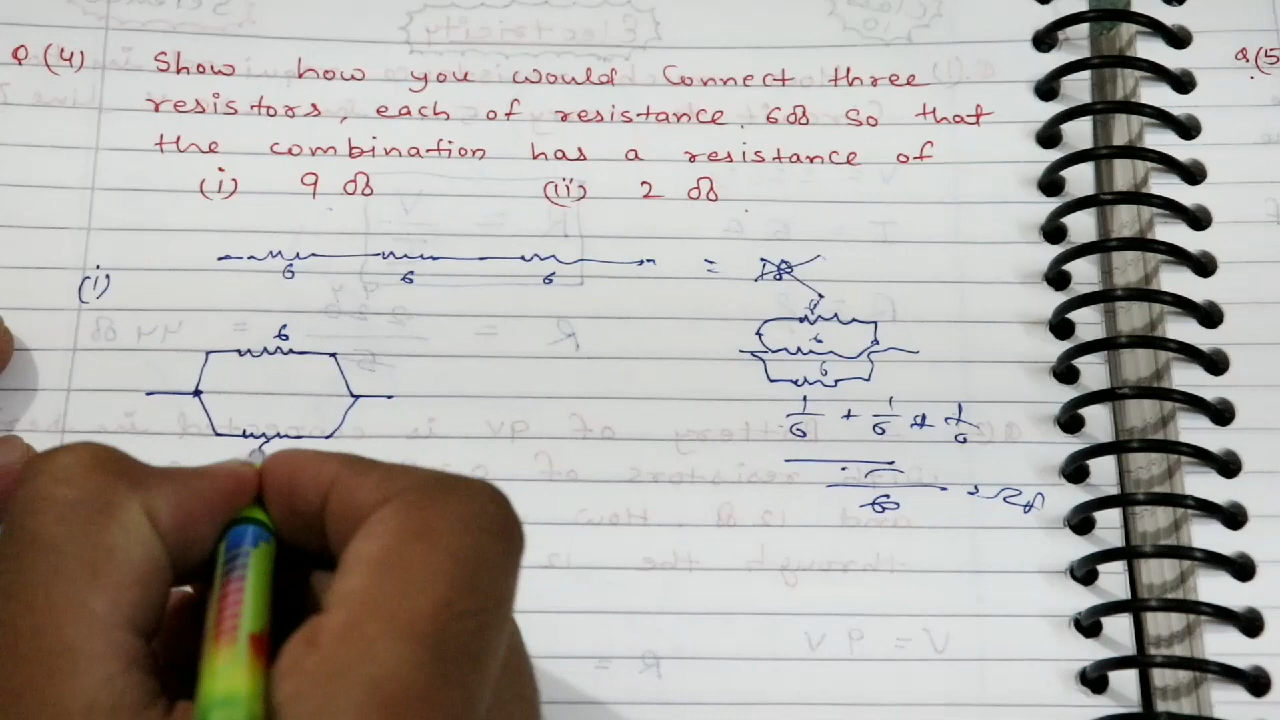 Q(4) Show how you would Connect three
resistors, each of resistance 6Ω so that
the combination has a resistance of
(i) 9 Ω (ii) 2 Ω
6 6 6 =
(i)
6
6
6
1/6 + 1/6 + 1/6
6
Q(5